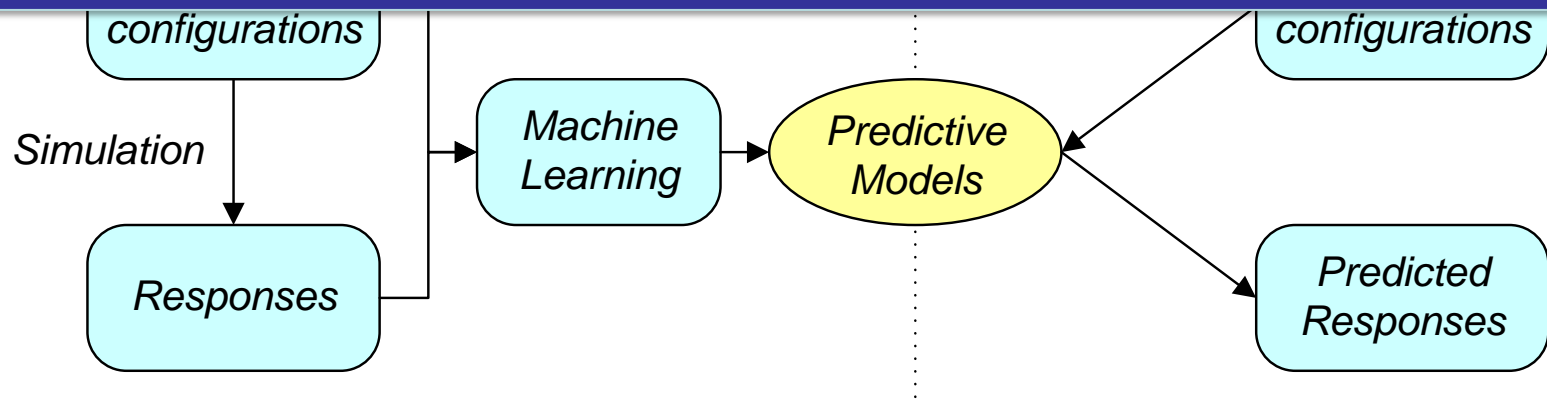 configurations
configurations
Simulation
Machine
Learning
Predictive
Models
Responses
Predicted
Responses